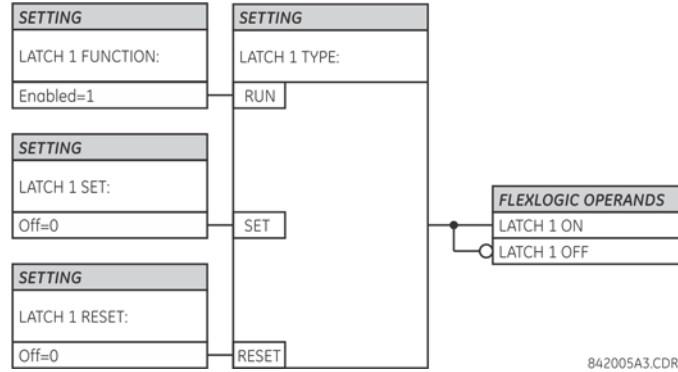 SETTING
LATCH 1 FUNCTION:
Enabled=1
SETTING
LATCH 1 SET:
Off=0
SETTING
LATCH 1 RESET:
Off=0
SETTING
LATCH 1 TYPE:
RUN
SET
RESET
FLEXLOGIC OPERANDS
LATCH 1 ON
LATCH 1 OFF
842005A3.CDR